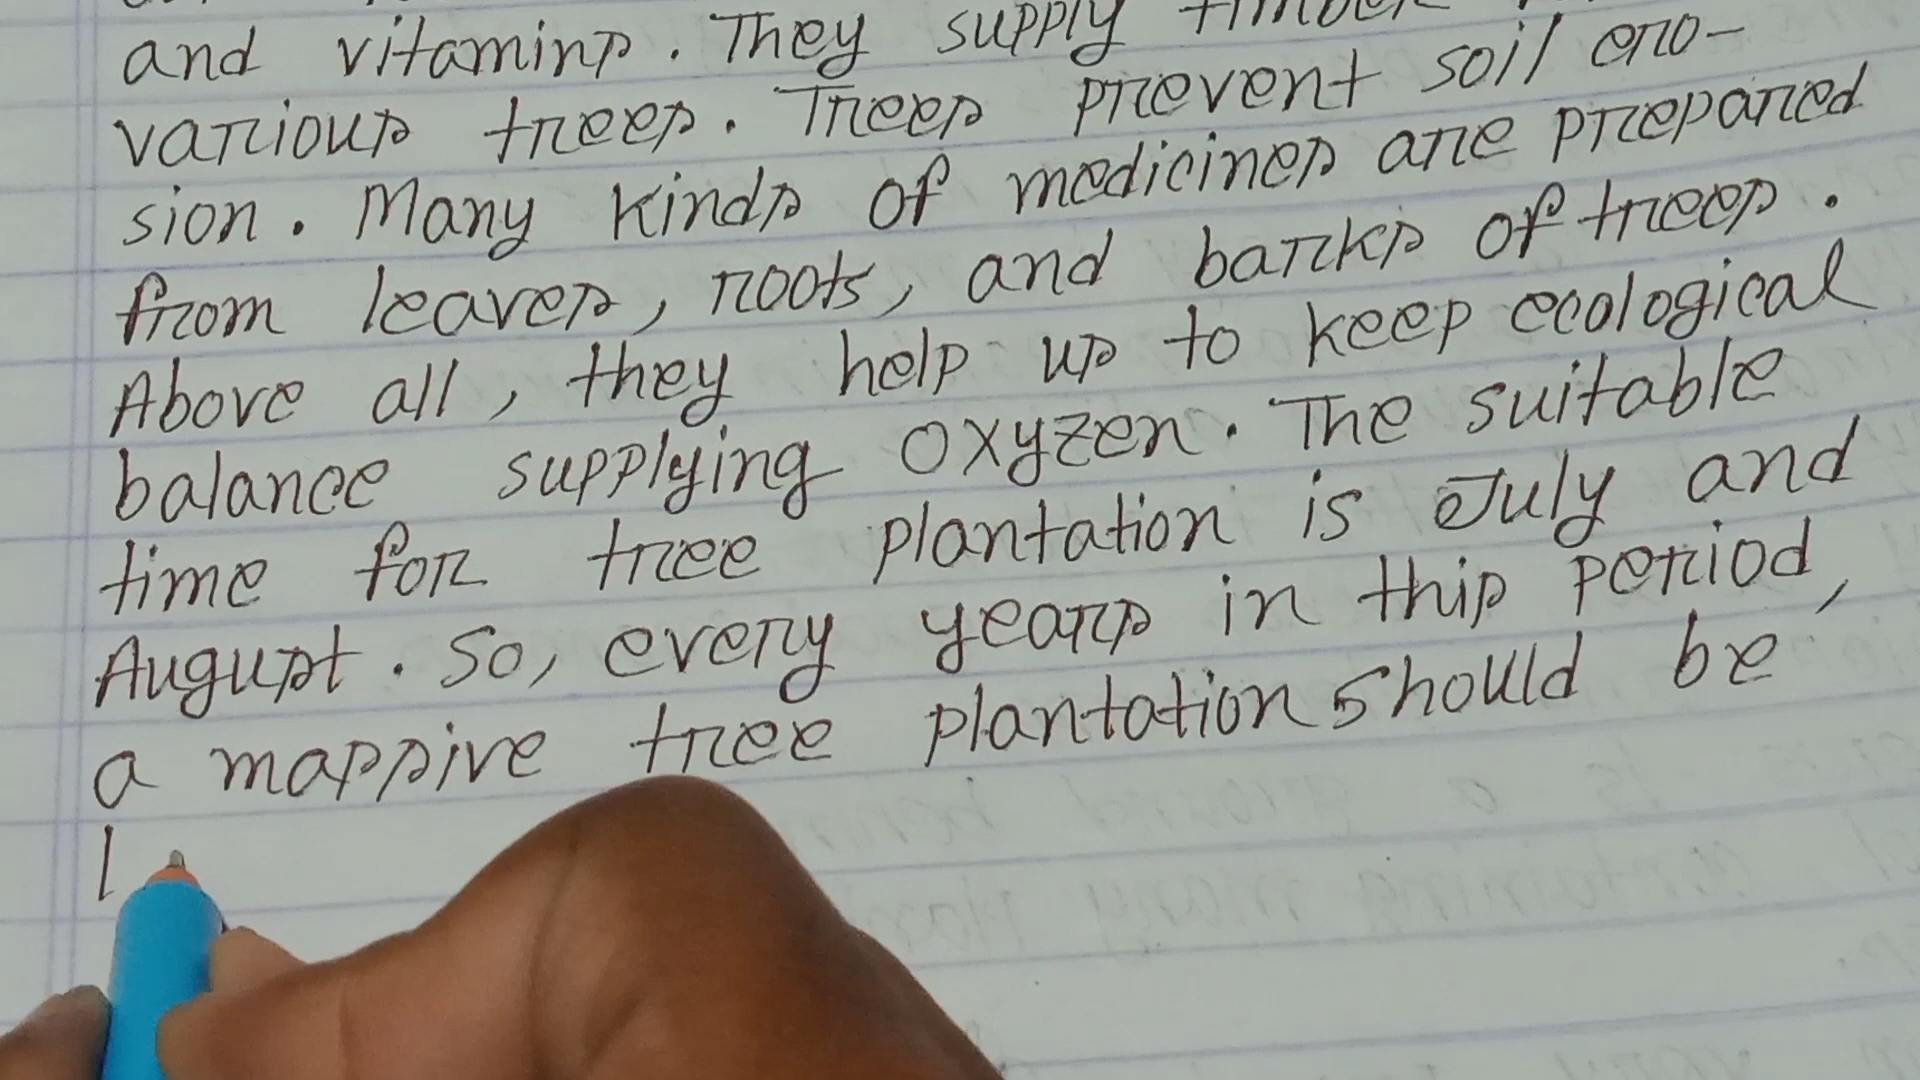 and vitamins. They supply timber
various trees. Trees prevent soil ero-
sion. Many kinds of medicines are prepared
from leaves, roots, and barks of trees.
Above all, they help us to keep ecological
balance supplying oxyzen. The suitable
time for tree plantation is July and
August. So, every years in this period,
a massive tree plantation should be
l